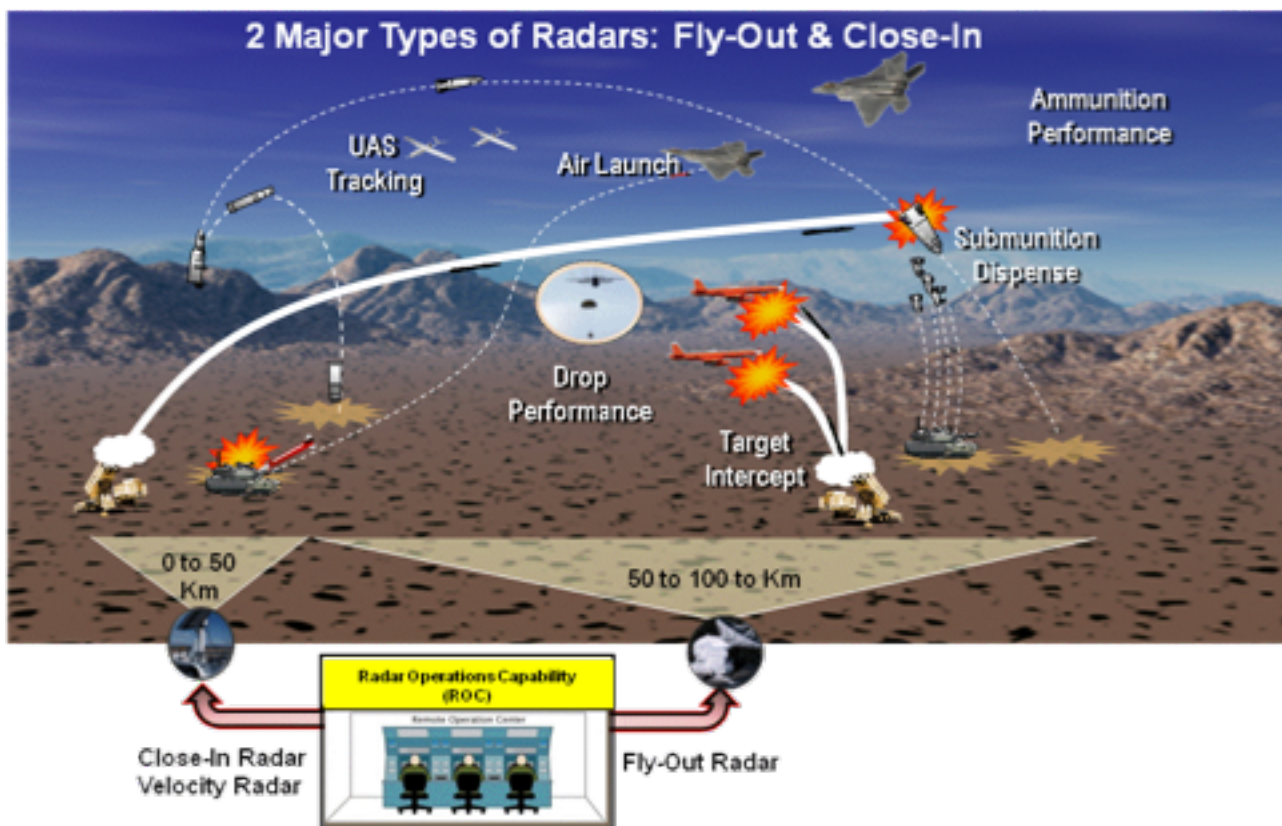 2 Major Types of Radars: Fly-Out & Close-In
Ammunition
Performance
UAS
Tracking
Air Launch
Submunition
Dispense
Drop
Performance
Target
Intercept
0 to 50
Km
50 to 100 to Km
Radar Operations Capability
(ROC)
Remote Operation Center
Close-In Radar
Velocity Radar
Fly-Out Radar